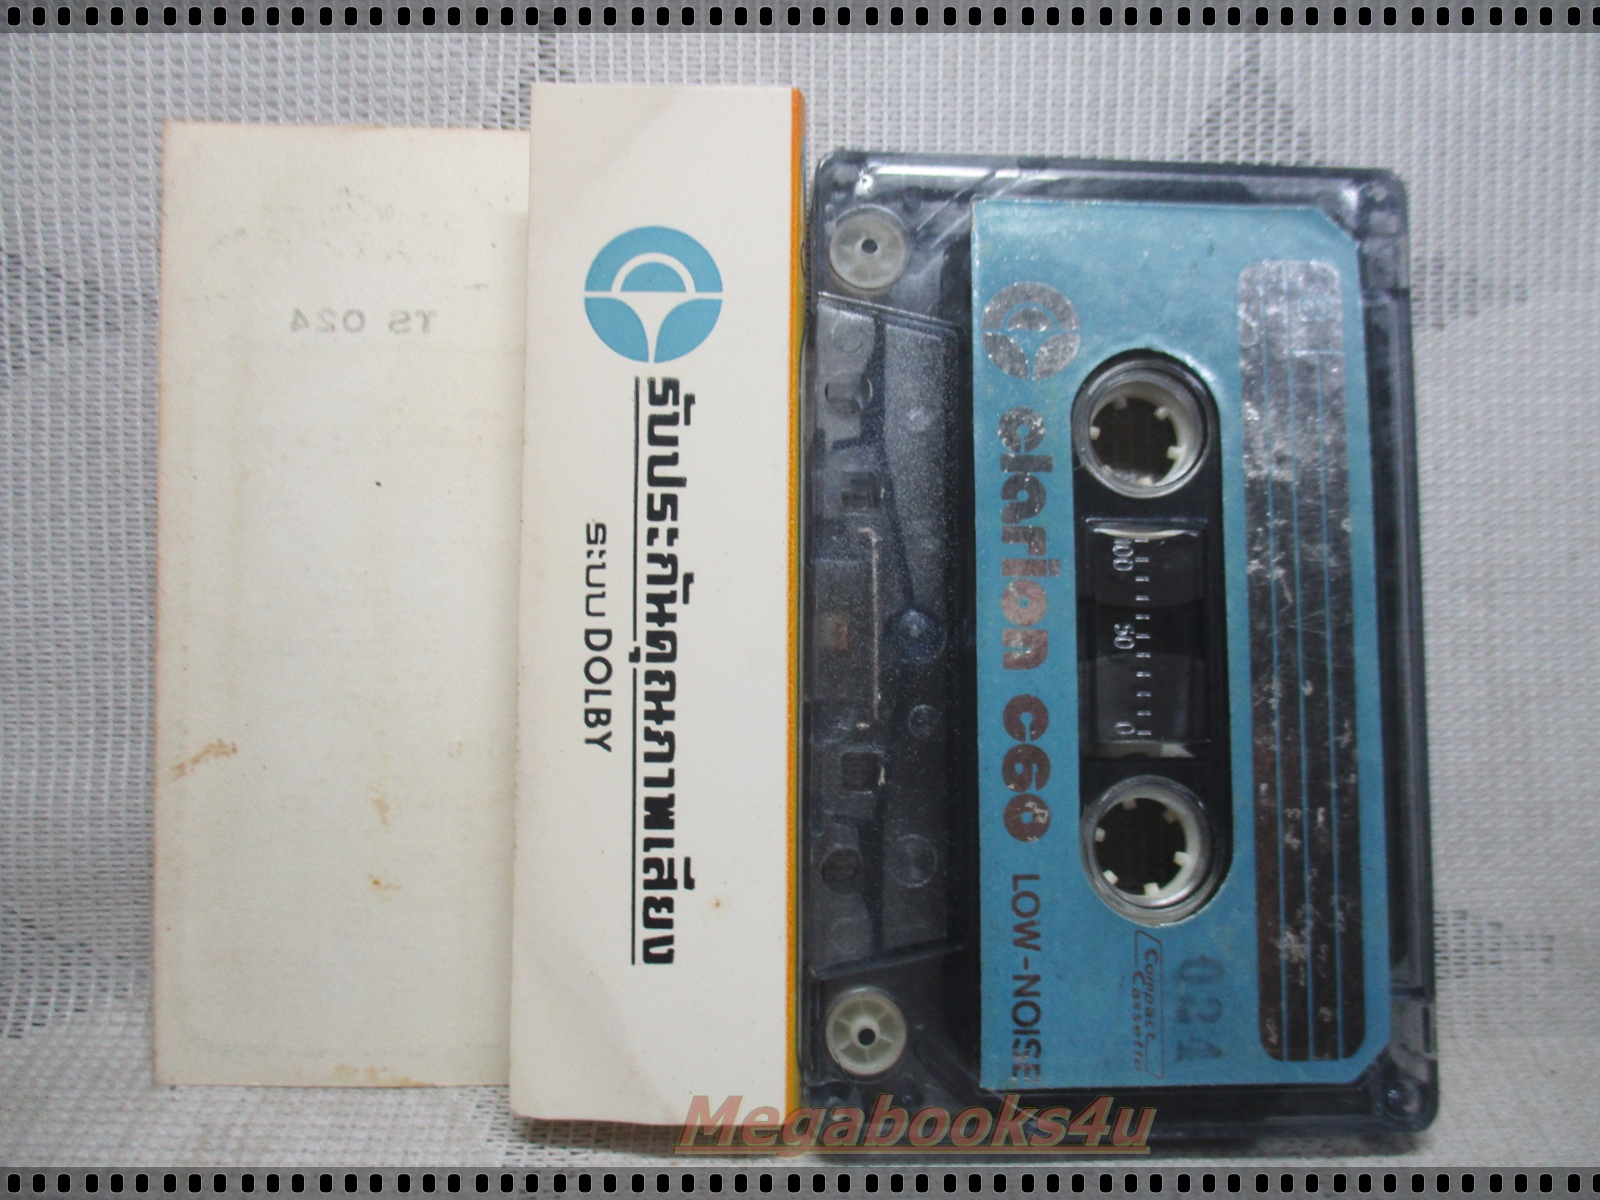 TS 024
รับประกันคุณภาพเสียง
ระบบ DOLBY
clarion C60 LOW-NOISE
100 50 0
Compact
Cassette
024
Megabooks4u